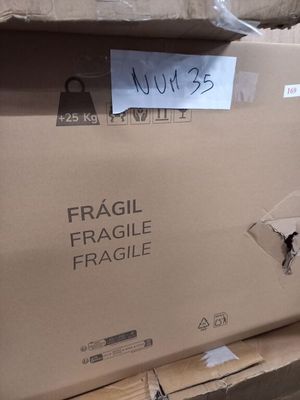 NUM 35
169
+25 Kg
FRÁGIL
FRAGILE
FRAGILE